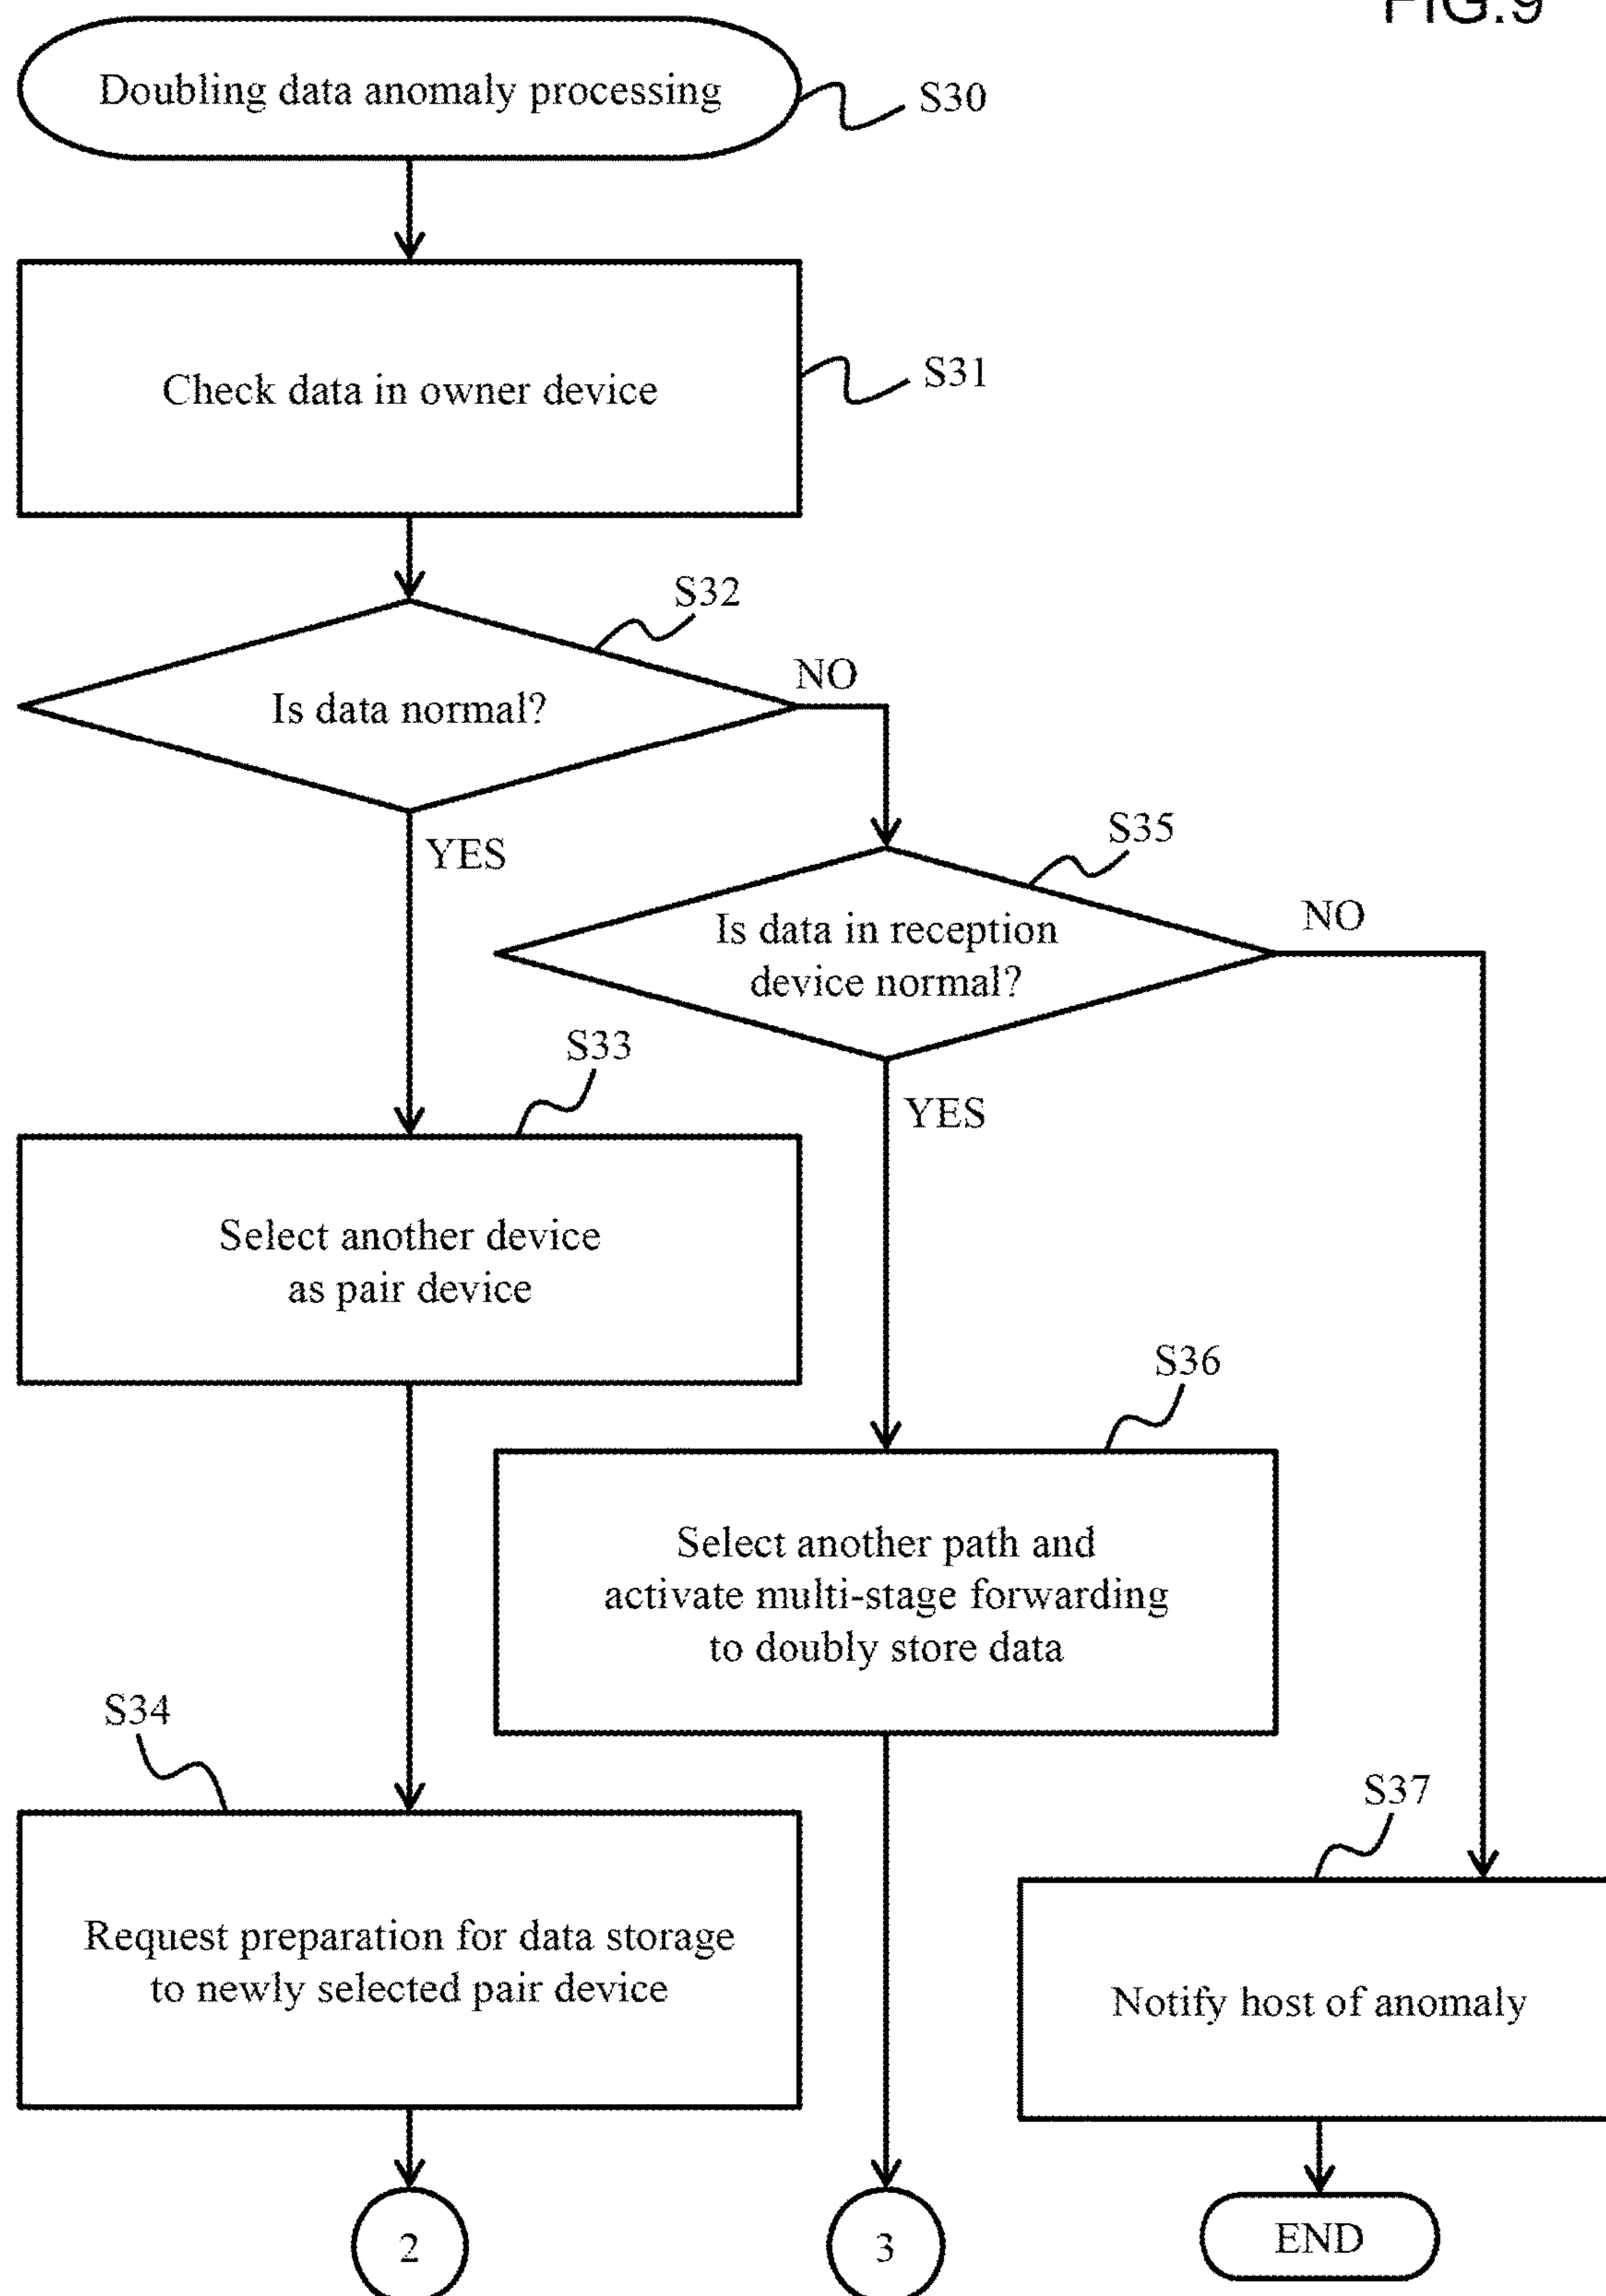 FIG.9
Doubling data anomaly processing
S30
Check data in owner device
S31
S32
Is data normal?
NO
YES
S35
Is data in reception
device normal?
NO
YES
S33
Select another device
as pair device
S36
Select another path and
activate multi-stage forwarding
to doubly store data
S34
Request preparation for data storage
to newly selected pair device
S37
Notify host of anomaly
2
3
END